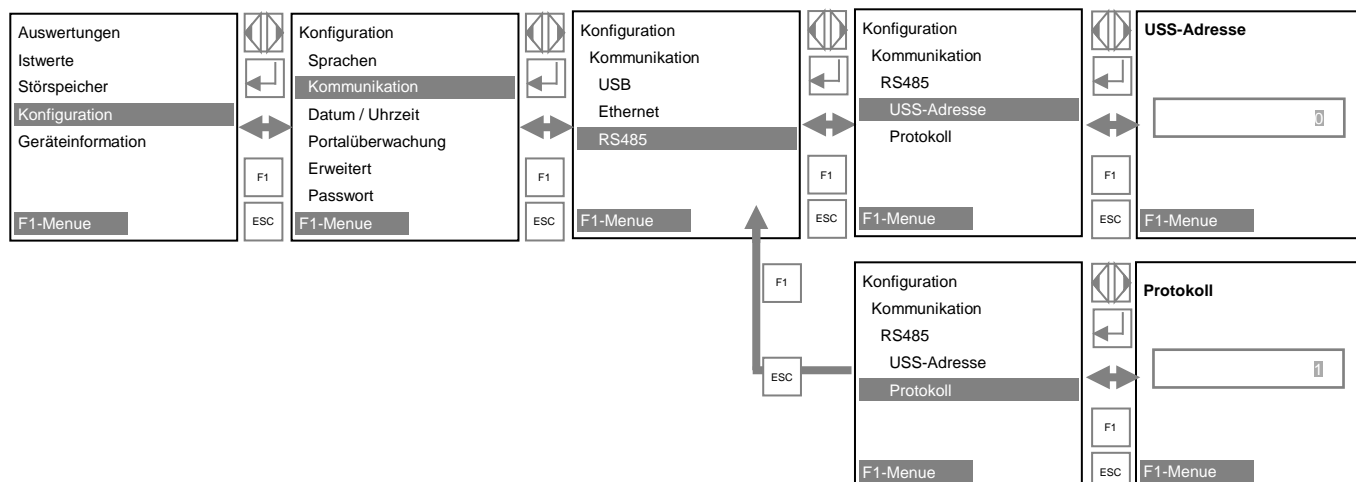 Auswertungen
Istwerte
Störspeicher
Konfiguration
Geräteinformation
F1-Menue
F1
ESC
Konfiguration
Sprachen
Kommunikation
Datum / Uhrzeit
Portalüberwachung
Erweitert
Passwort
F1-Menue
F1
ESC
Konfiguration
Kommunikation
USB
Ethernet
RS485
F1-Menue
F1
ESC
Konfiguration
Kommunikation
RS485
USS-Adresse
Protokoll
F1-Menue
F1
ESC
USS-Adresse
0
F1-Menue
F1
ESC
Konfiguration
Kommunikation
RS485
USS-Adresse
Protokoll
F1-Menue
F1
ESC
Protokoll
1
F1-Menue